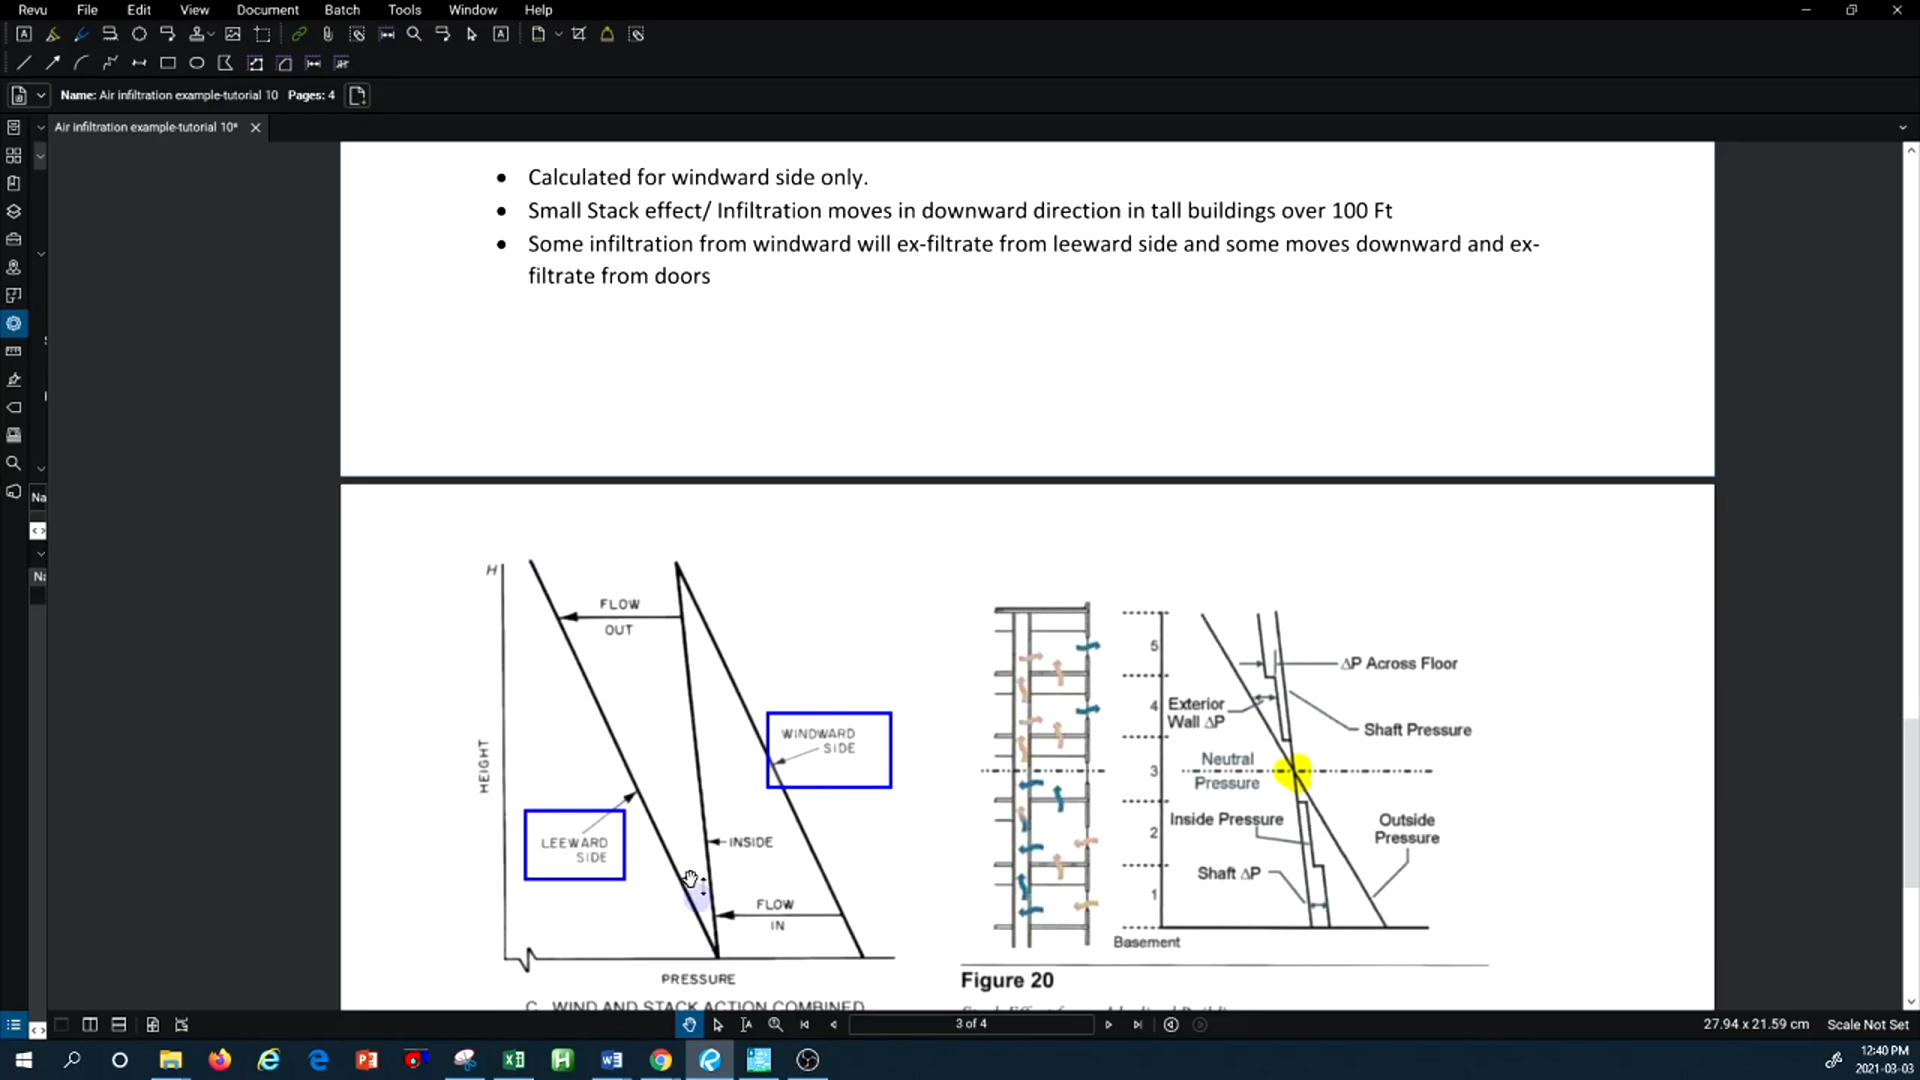 Revu File Edit View Document Batch Tools Window Help
Name: Air infiltration example-tutorial 10 Pages: 4
Air infiltration example-tutorial 10*
• Calculated for windward side only.
• Small Stack effect/ Infiltration moves in downward direction in tall buildings over 100 Ft
• Some infiltration from windward will ex-filtrate from leeward side and some moves downward and ex-
filtrate from doors
Na
Na
H
FLOW
OUT
WINDWARD
SIDE
HEIGHT
LEEWARD
SIDE
INSIDE
FLOW
IN
PRESSURE
C. WIND AND STACK ACTION COMBINED
5
ΔP Across Floor
4
Exterior
Wall ΔP
Shaft Pressure
Neutral
3
Pressure
Inside Pressure
Outside
Pressure
2
Shaft ΔP
1
Basement
Figure 20
3 of 4
27.94 x 21.59 cm Scale Not Set
12:40 PM
2021-03-03